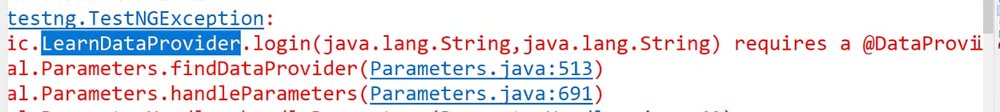 testng.TestNGException:
ic.LearnDataProvider.login(java.lang.String,java.lang.String) requires a @DataProvi
al.Parameters.findDataProvider(Parameters.java:513)
al.Parameters.handleParameters(Parameters.java:691)